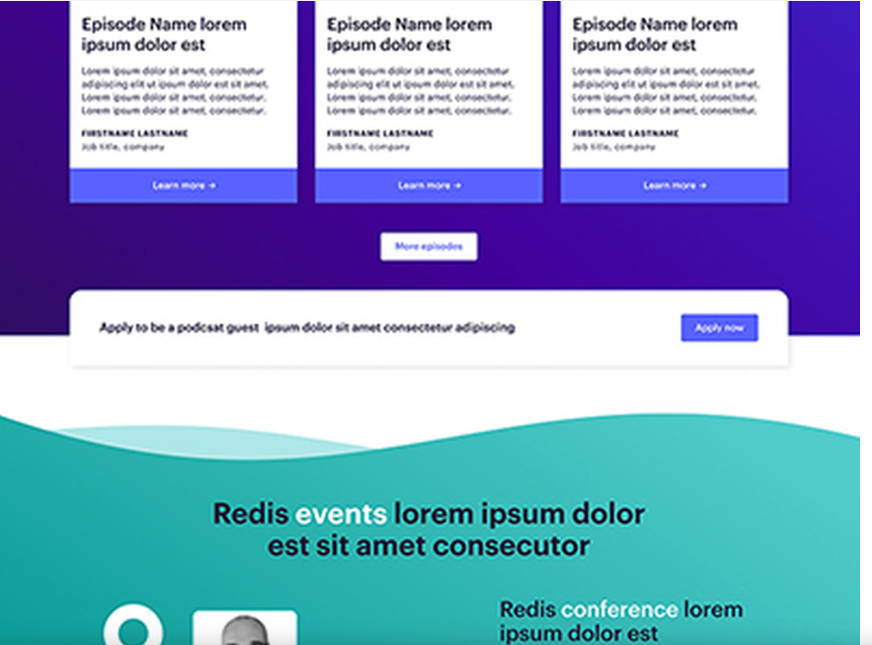 Episode Name lorem
ipsum dolor est
Lorem ipsum dolor sit amet, consectetur
adipiscing elit ut ipsum dolor est sit amet.
Lorem ipsum dolor sit amet, consectetur.
Lorem ipsum dolor sit amet, consectetur.
FIRSTNAME LASTNAME
Job title, company
Learn more →
Episode Name lorem
ipsum dolor est
Lorem ipsum dolor sit amet, consectetur
adipiscing elit ut ipsum dolor est sit amet.
Lorem ipsum dolor sit amet, consectetur.
Lorem ipsum dolor sit amet, consectetur.
FIRSTNAME LASTNAME
Job title, company
Learn more →
Episode Name lorem
ipsum dolor est
Lorem ipsum dolor sit amet, consectetur
adipiscing elit ut ipsum dolor est sit amet.
Lorem ipsum dolor sit amet, consectetur.
Lorem ipsum dolor sit amet, consectetur.
FIRSTNAME LASTNAME
Job title, company
Learn more →
More episodes
Apply to be a podcsat guest ipsum dolor sit amet consectetur adipiscing
Apply now
Redis events lorem ipsum dolor
est sit amet consecutor
Redis conference lorem
ipsum dolor est